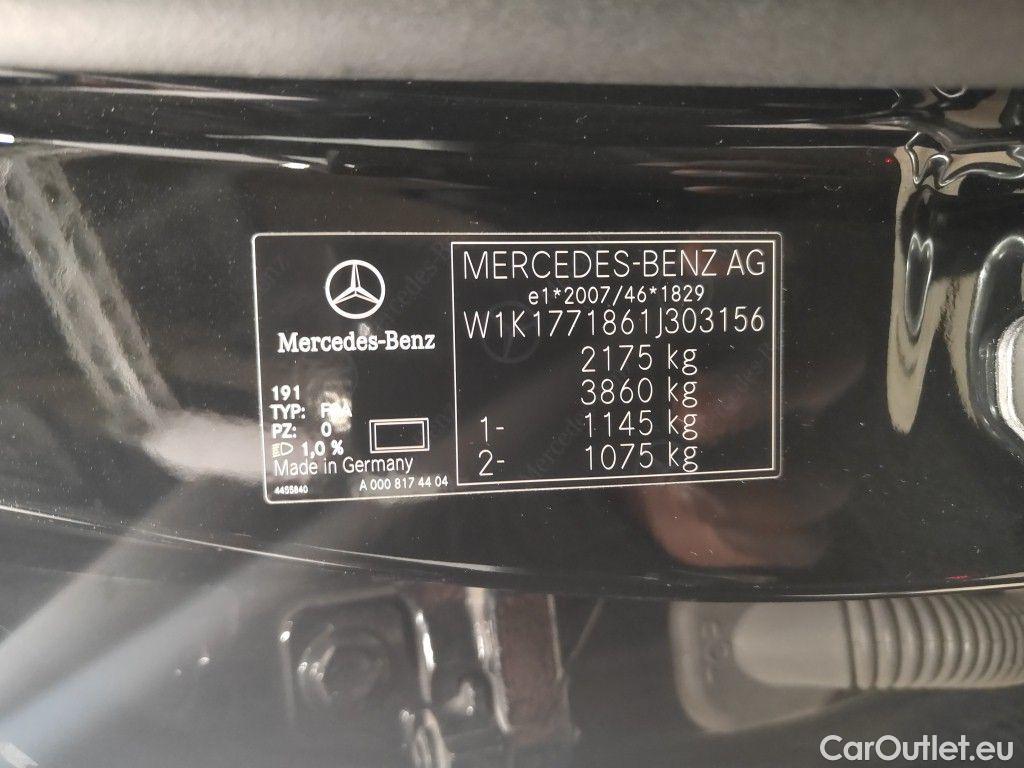 Mercedes-Benz
191
TYP:
PZ: 0
1,0 %
Made in Germany
4455840
A 000 817 44 04
MERCEDES-BENZ AG
e1*2007/46*1829
W1K1771861J303156
2175 kg
3860 kg
1- 1145 kg
2- 1075 kg
CarOutlet.eu